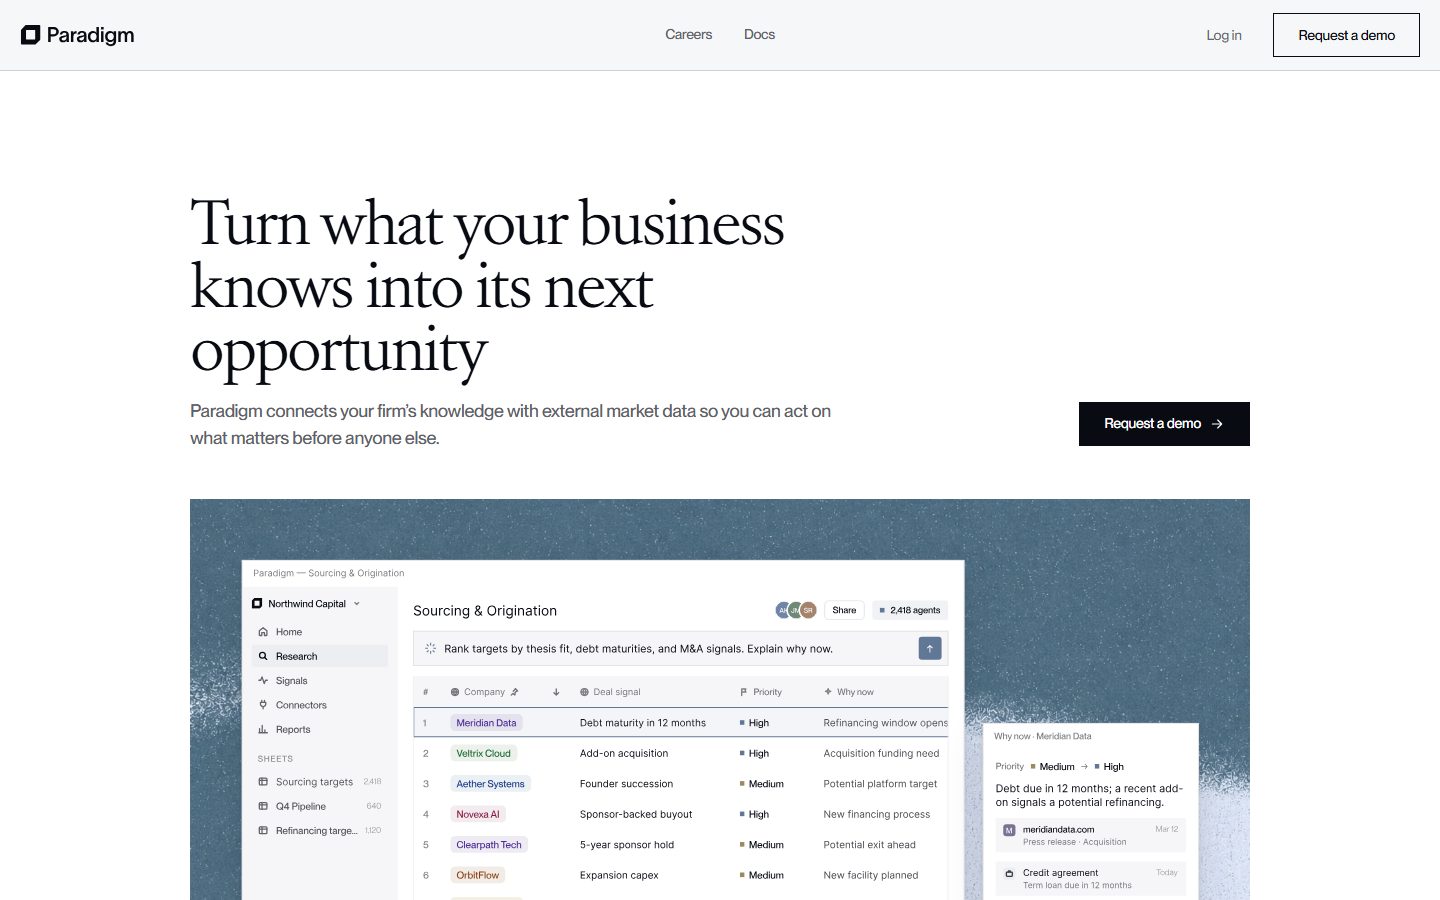 Paradigm
Careers
Docs
Log in
Request a demo
Turn what your business
knows into its next
opportunity
Paradigm connects your firm’s knowledge with external market data so you can act on
what matters before anyone else.
Request a demo →
Paradigm — Sourcing & Origination
Northwind Capital
Home
Research
Signals
Connectors
Reports
SHEETS
Sourcing targets 2,418
Q4 Pipeline 640
Refinancing targe... 1,120
Sourcing & Origination
SR
Share
2,418 agents
Rank targets by thesis fit, debt maturities, and M&A signals. Explain why now.
# Company Deal signal Priority Why now
1 Meridian Data Debt maturity in 12 months High Refinancing window opens
2 Veltrix Cloud Add-on acquisition High Acquisition funding need
3 Aether Systems Founder succession Medium Potential platform target
4 Novexa AI Sponsor-backed buyout High New financing process
5 Clearpath Tech 5-year sponsor hold Medium Potential exit ahead
6 OrbitFlow Expansion capex Medium New facility planned
Why now · Meridian Data
Priority Medium → High
Debt due in 12 months; a recent add-
on signals a potential refinancing.
M meridiandata.com Mar 12
Press release · Acquisition
Credit agreement Today
Term loan due in 12 months